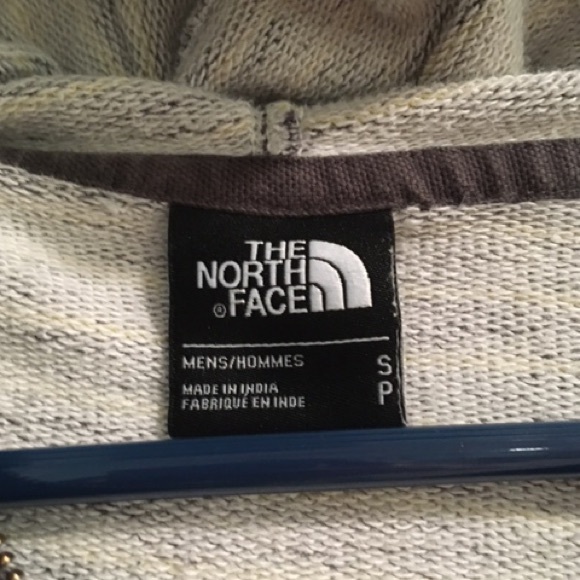 THE
NORTH
® FACE
MENS/HOMMES S
MADE IN INDIA P
FABRIQUÉ EN INDE